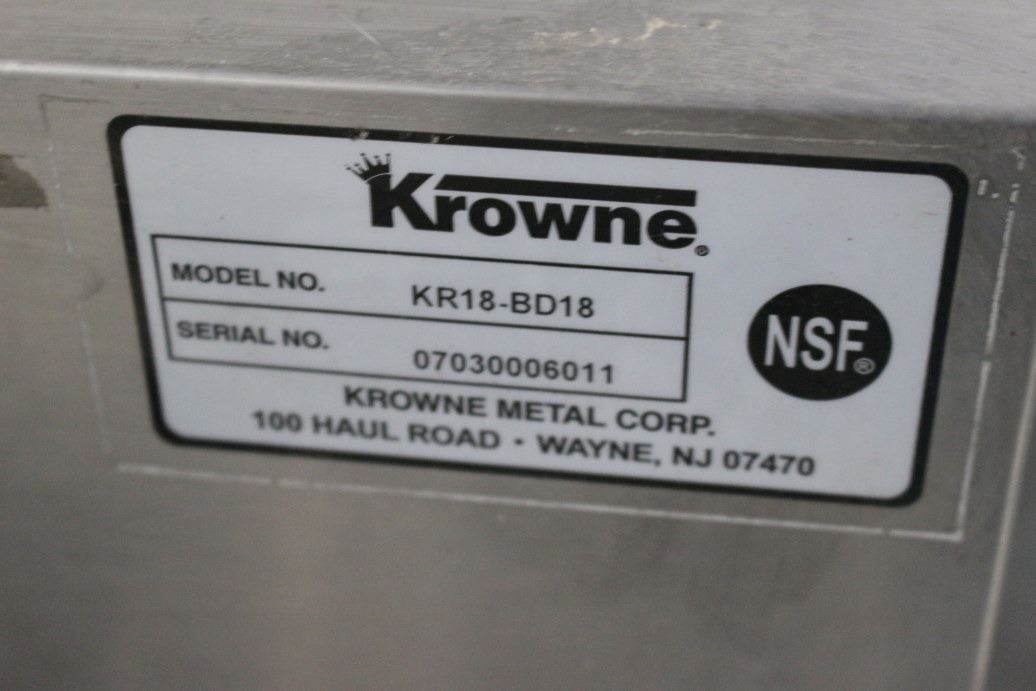 Krowne®
MODEL NO. KR18-BD18
SERIAL NO. 07030006011
NSF®
KROWNE METAL CORP.
100 HAUL ROAD • WAYNE, NJ 07470